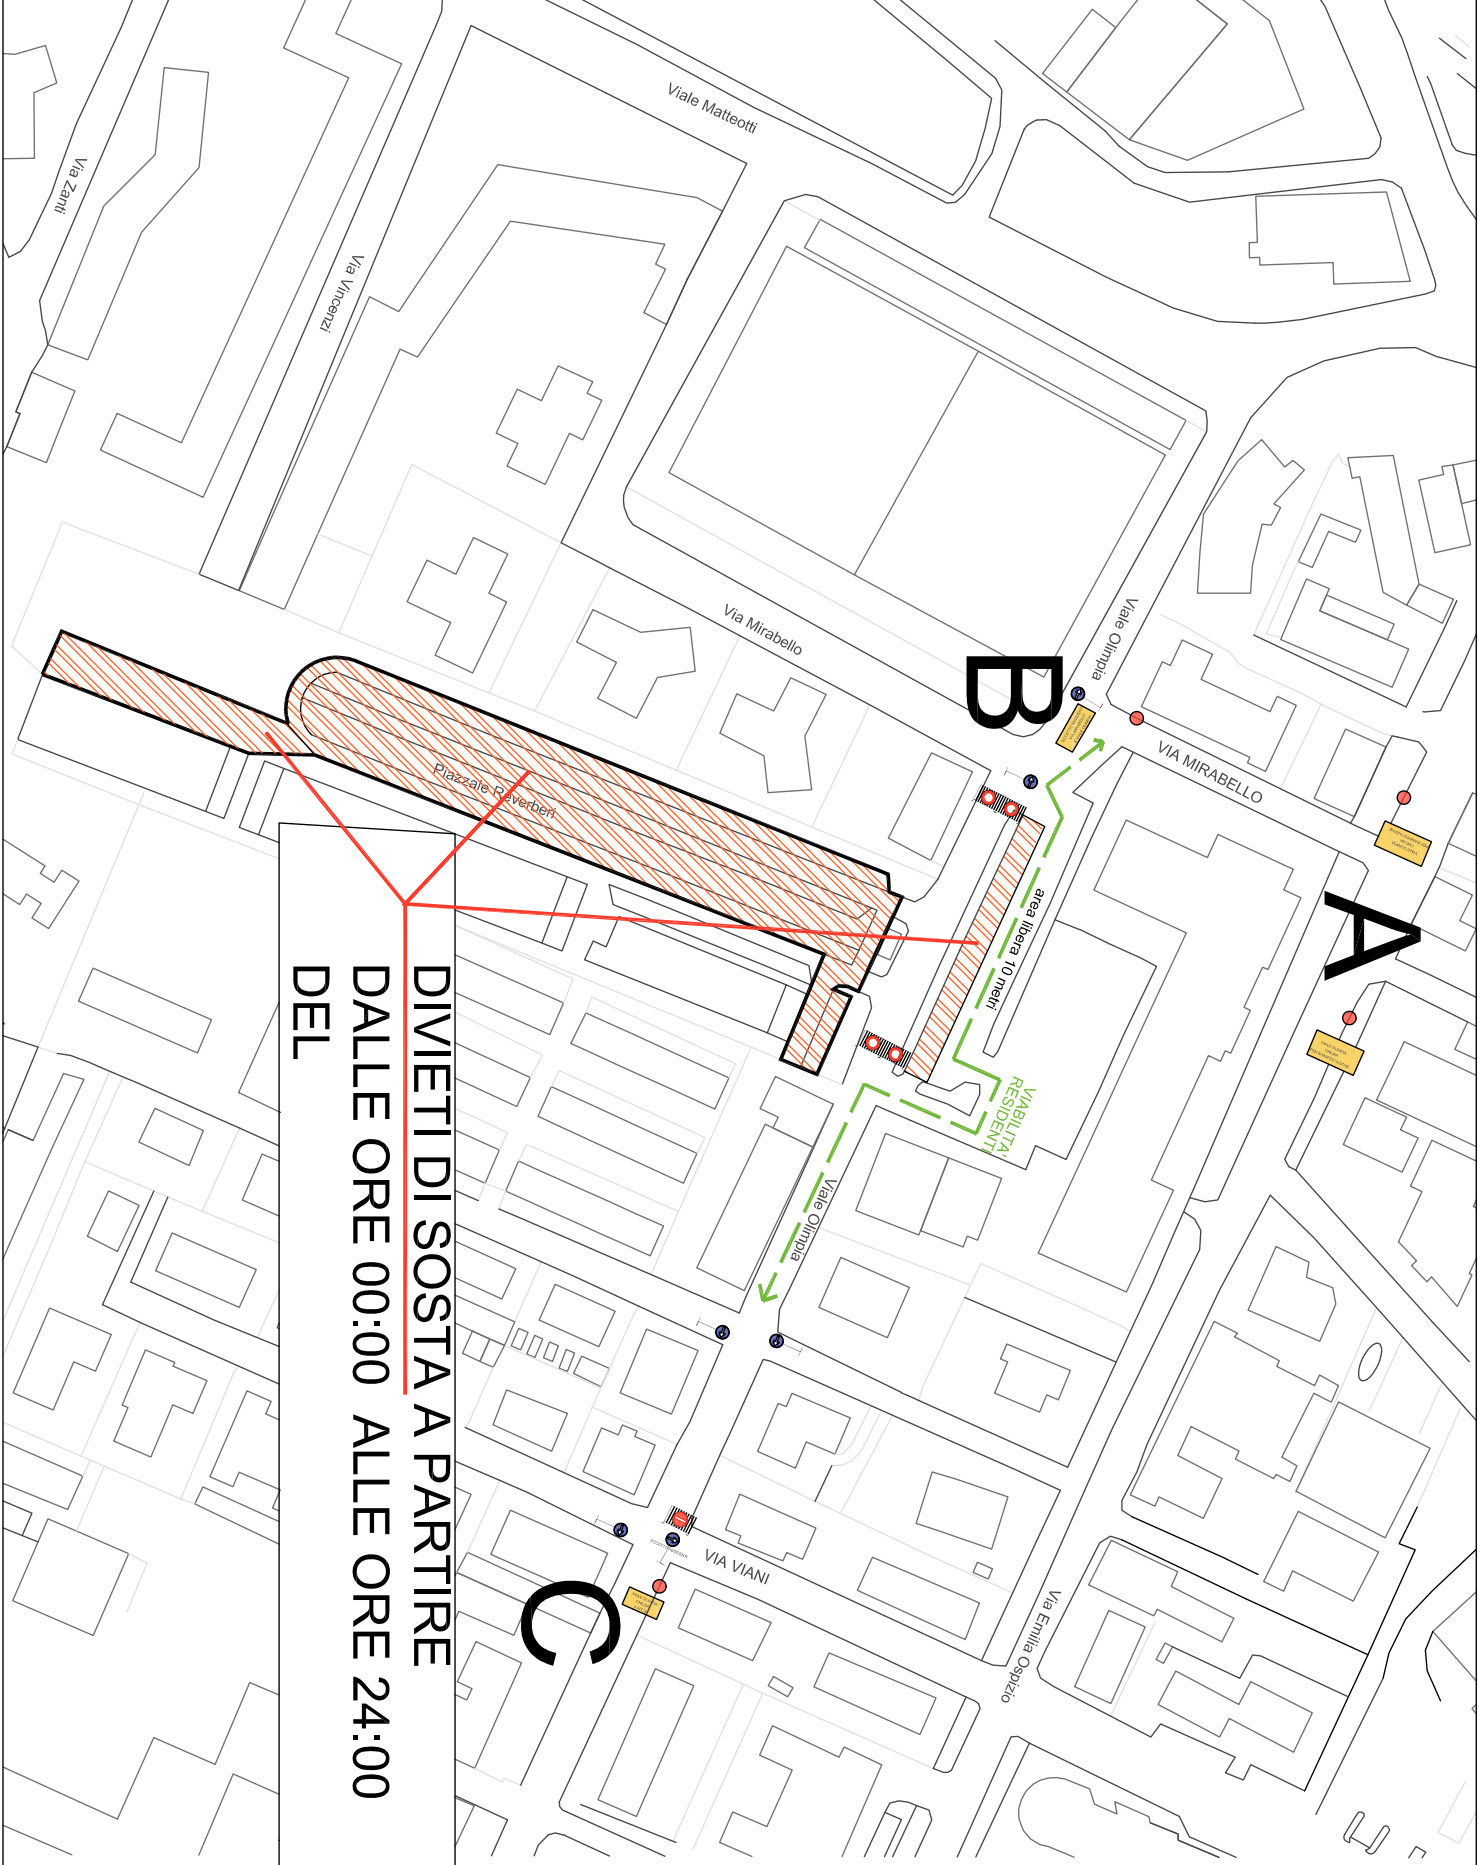 Viale Matteotti
Via Zanti
Via Vincenzi
Via Mirabello
Viale Olimpia
B
VIA MIRABELLO
A
Piazzale Reverberi
area libera 10 metri
VIABILITA'
RESIDENTI
Viale Olimpia
DIVIETI DI SOSTA A PARTIRE
DALLE ORE 00:00 ALLE ORE 24:00
DEL
VIA VIANI
C
Via Emilia Ospizio